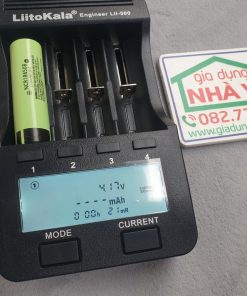 LiitoKala® Engineer Lii-500
NCR18650B
gia dụng
NHÀ V
082.77
www.giadun
1 2 3 4
1 4.17v
---- mAh
0:00h 21mR
MODE
CURRENT